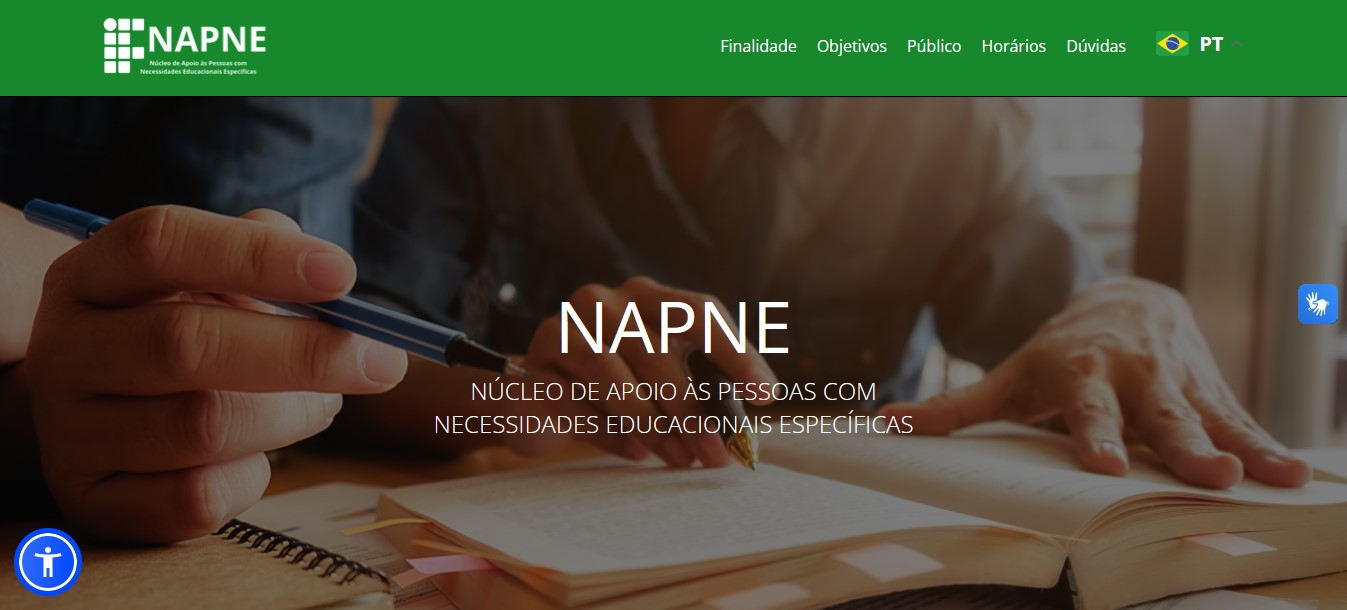 NAPNE
Núcleo de Apoio às Pessoas com
Necessidades Educacionais Específicas
Finalidade Objetivos Público Horários Dúvidas PT
NAPNE
NÚCLEO DE APOIO ÀS PESSOAS COM
NECESSIDADES EDUCACIONAIS ESPECÍFICAS